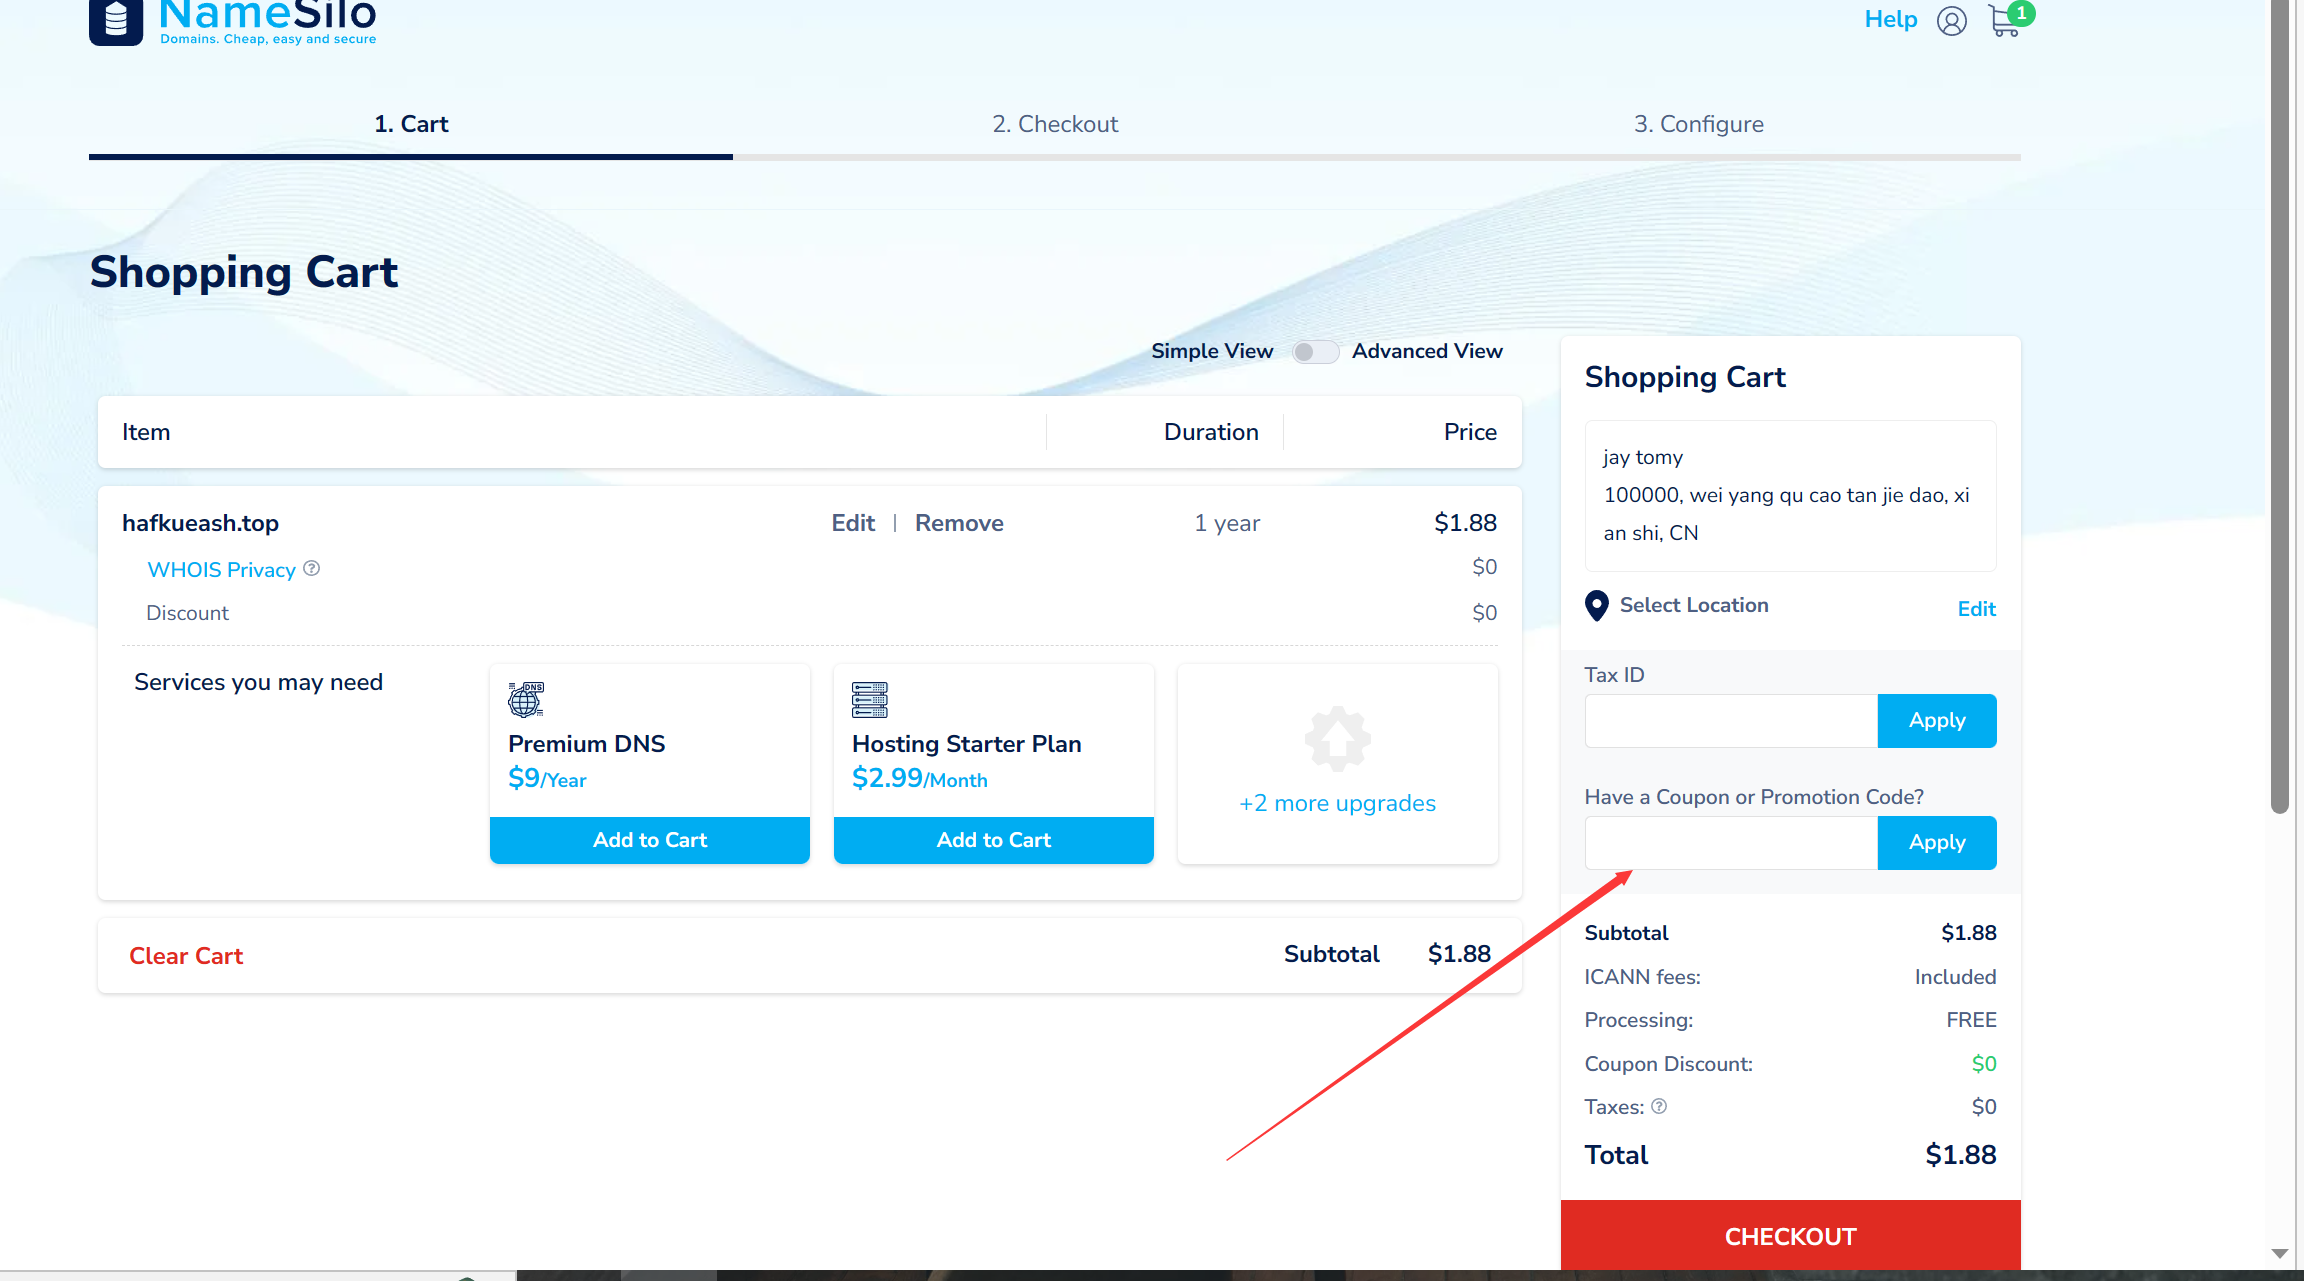 NameSilo
Domains. Cheap, easy and secure
Help
1
1. Cart
2. Checkout
3. Configure
Shopping Cart
Simple View
Advanced View
Item
Duration
Price
hafkueash.top
Edit | Remove
1 year
$1.88
WHOIS Privacy ?
$0
Discount
$0
Services you may need
DNS
Premium DNS
$9/Year
Add to Cart
Hosting Starter Plan
$2.99/Month
Add to Cart
+2 more upgrades
Clear Cart
Subtotal
$1.88
Shopping Cart
jay tomy
100000, wei yang qu cao tan jie dao, xi
an shi, CN
Select Location
Edit
Tax ID
Apply
Have a Coupon or Promotion Code?
Apply
Subtotal
$1.88
ICANN fees:
Included
Processing:
FREE
Coupon Discount:
$0
Taxes: ?
$0
Total
$1.88
CHECKOUT